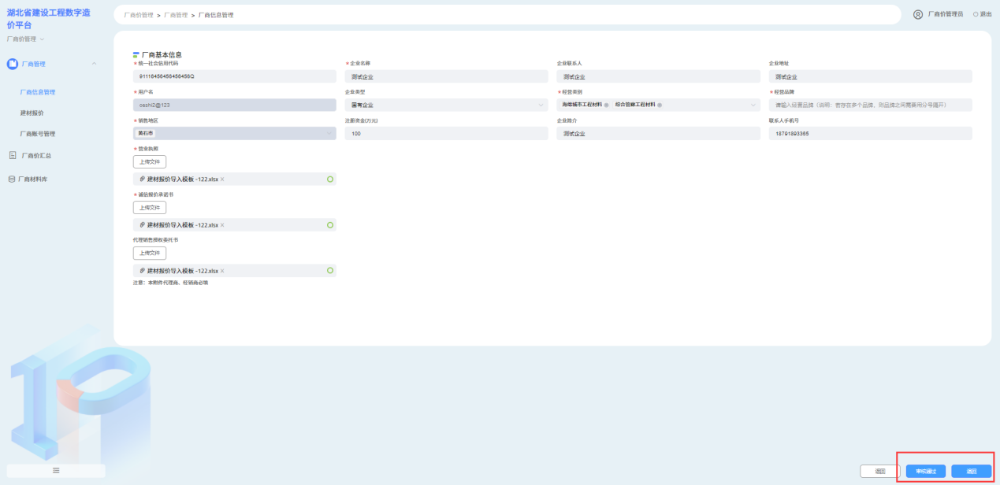 湖北省建设工程数字造
价平台
厂商价管理
厂商价管理 > 厂商管理 > 厂商信息管理
厂商价管理员
退出
厂商管理
厂商信息管理
建材报价
厂商账号管理
厂商价汇总
厂商材料库
厂商基本信息
* 统一社会信用代码
91116456456456456Q
* 企业名称
测试企业
企业联系人
测试企业
企业地址
测试企业
* 用户名
ceshi2@123
企业类型
国有企业
* 经营类别
海绵城市工程材料
综合管廊工程材料
* 经营品牌
请输入经营品牌（说明：若存在多个品牌，则品牌之间需要用分号隔开）
* 销售地区
黄石市
注册资金(万元)
100
企业简介
测试企业
联系人手机号
18791893365
* 营业执照
上传文件
建材报价导入模板 -122.xlsx
* 诚信报价承诺书
上传文件
建材报价导入模板 -122.xlsx
代理销售授权委托书
上传文件
建材报价导入模板 -122.xlsx
注意：本附件代理商、经销商必填
返回
审核通过
退回